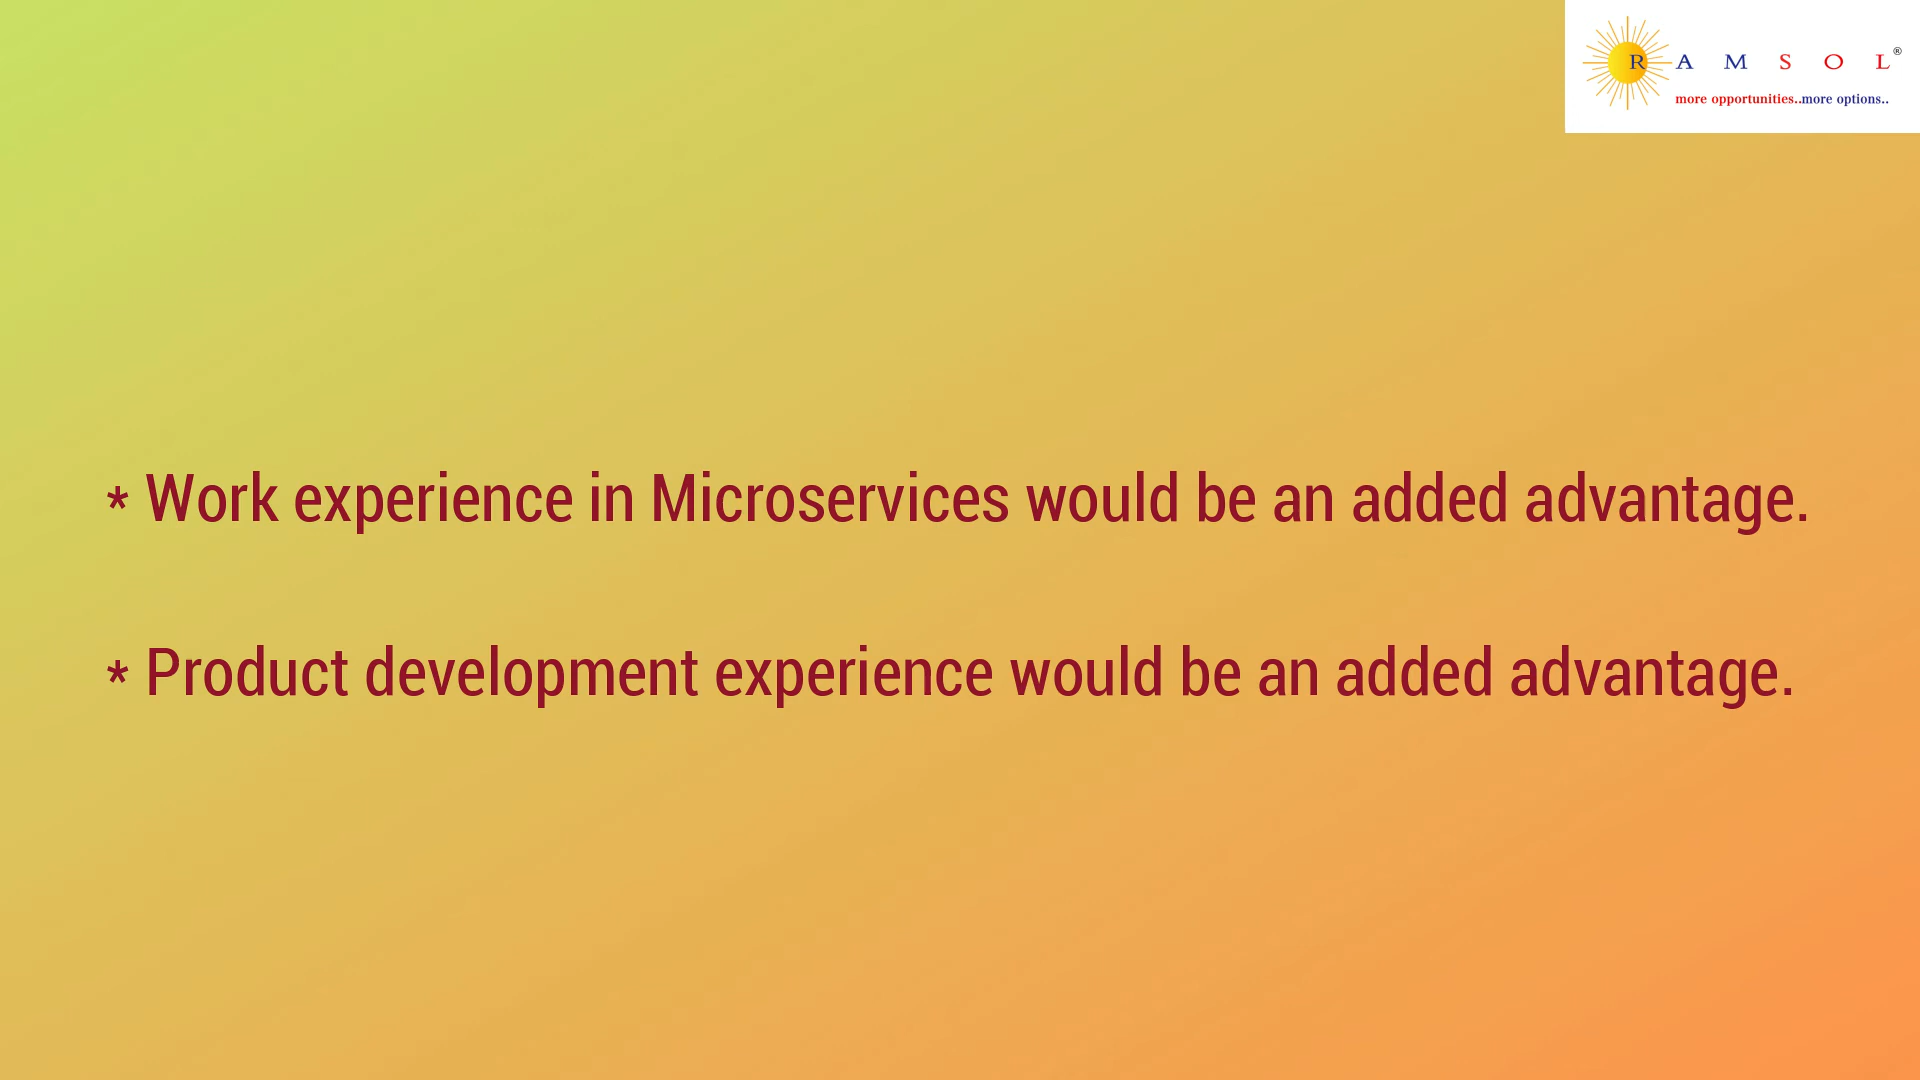 R A M S O L ®
more opportunities..more options..
* Work experience in Microservices would be an added advantage.
* Product development experience would be an added advantage.